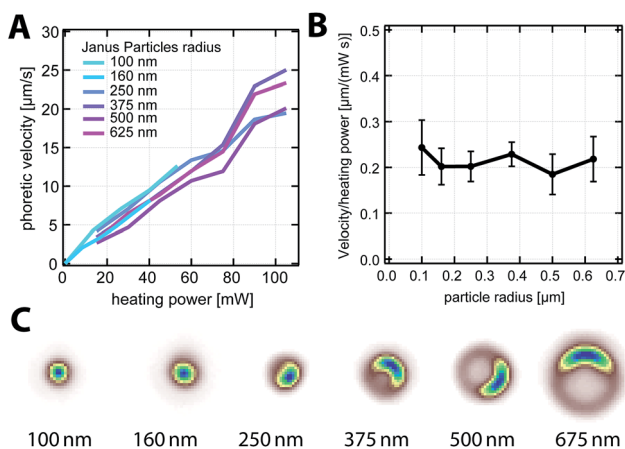 A
30
25
20
15
10
5
0
phoretic velocity [µm/s]
Janus Particles radius
100 nm
160 nm
250 nm
375 nm
500 nm
625 nm
0 20 40 60 80 100
heating power [mW]
B
0.5
0.4
0.3
0.2
0.1
0.0
Velocity/heating power [µm/(mW s)]
0.0 0.1 0.2 0.3 0.4 0.5 0.6 0.7
particle radius [µm]
C
100 nm 160 nm 250 nm 375 nm 500 nm 675 nm